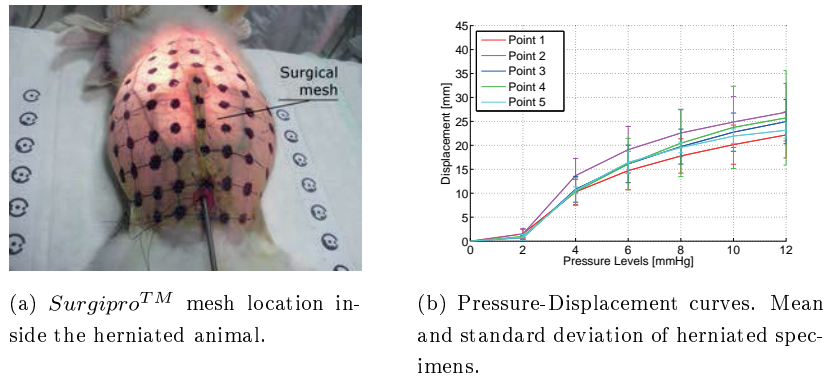 Surgical
mesh
45
40
35
30
25
20
15
10
5
0
Displacement [mm]
Point 1
Point 2
Point 3
Point 4
Point 5
0 2 4 6 8 10 12
Pressure Levels [mmHg]
(a) Surgipro™ mesh location in-
side the herniated animal.
(b) Pressure-Displacement curves. Mean
and standard deviation of herniated spec-
imens.